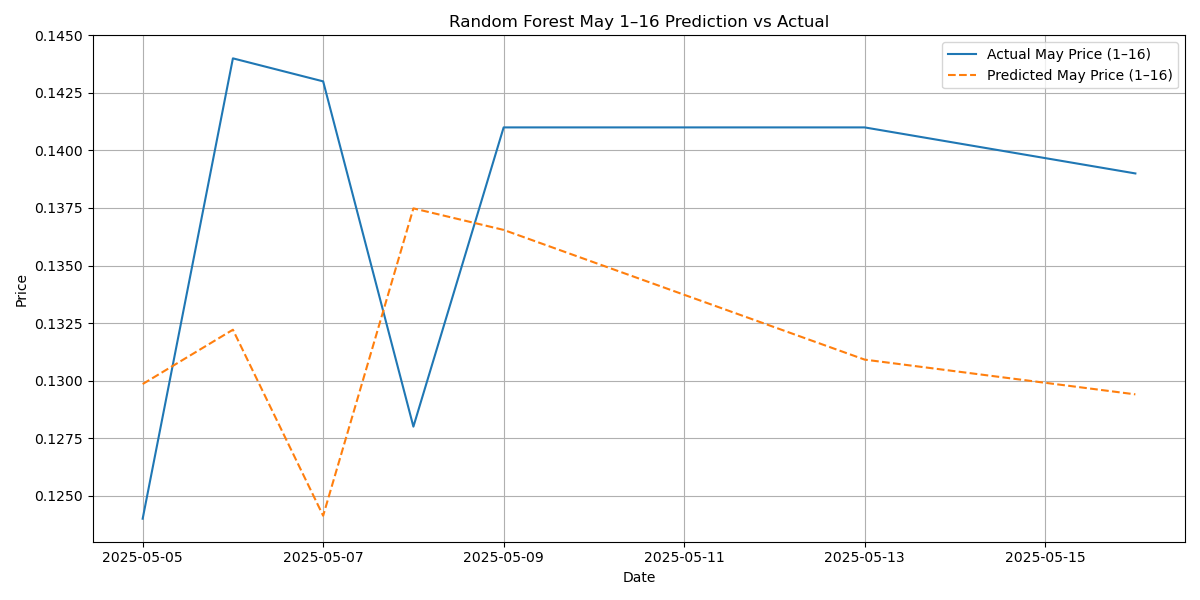 Random Forest May 1–16 Prediction vs Actual
Actual May Price (1–16)
Predicted May Price (1–16)
Price
0.1450
0.1425
0.1400
0.1375
0.1350
0.1325
0.1300
0.1275
0.1250
2025-05-05 2025-05-07 2025-05-09 2025-05-11 2025-05-13 2025-05-15
Date